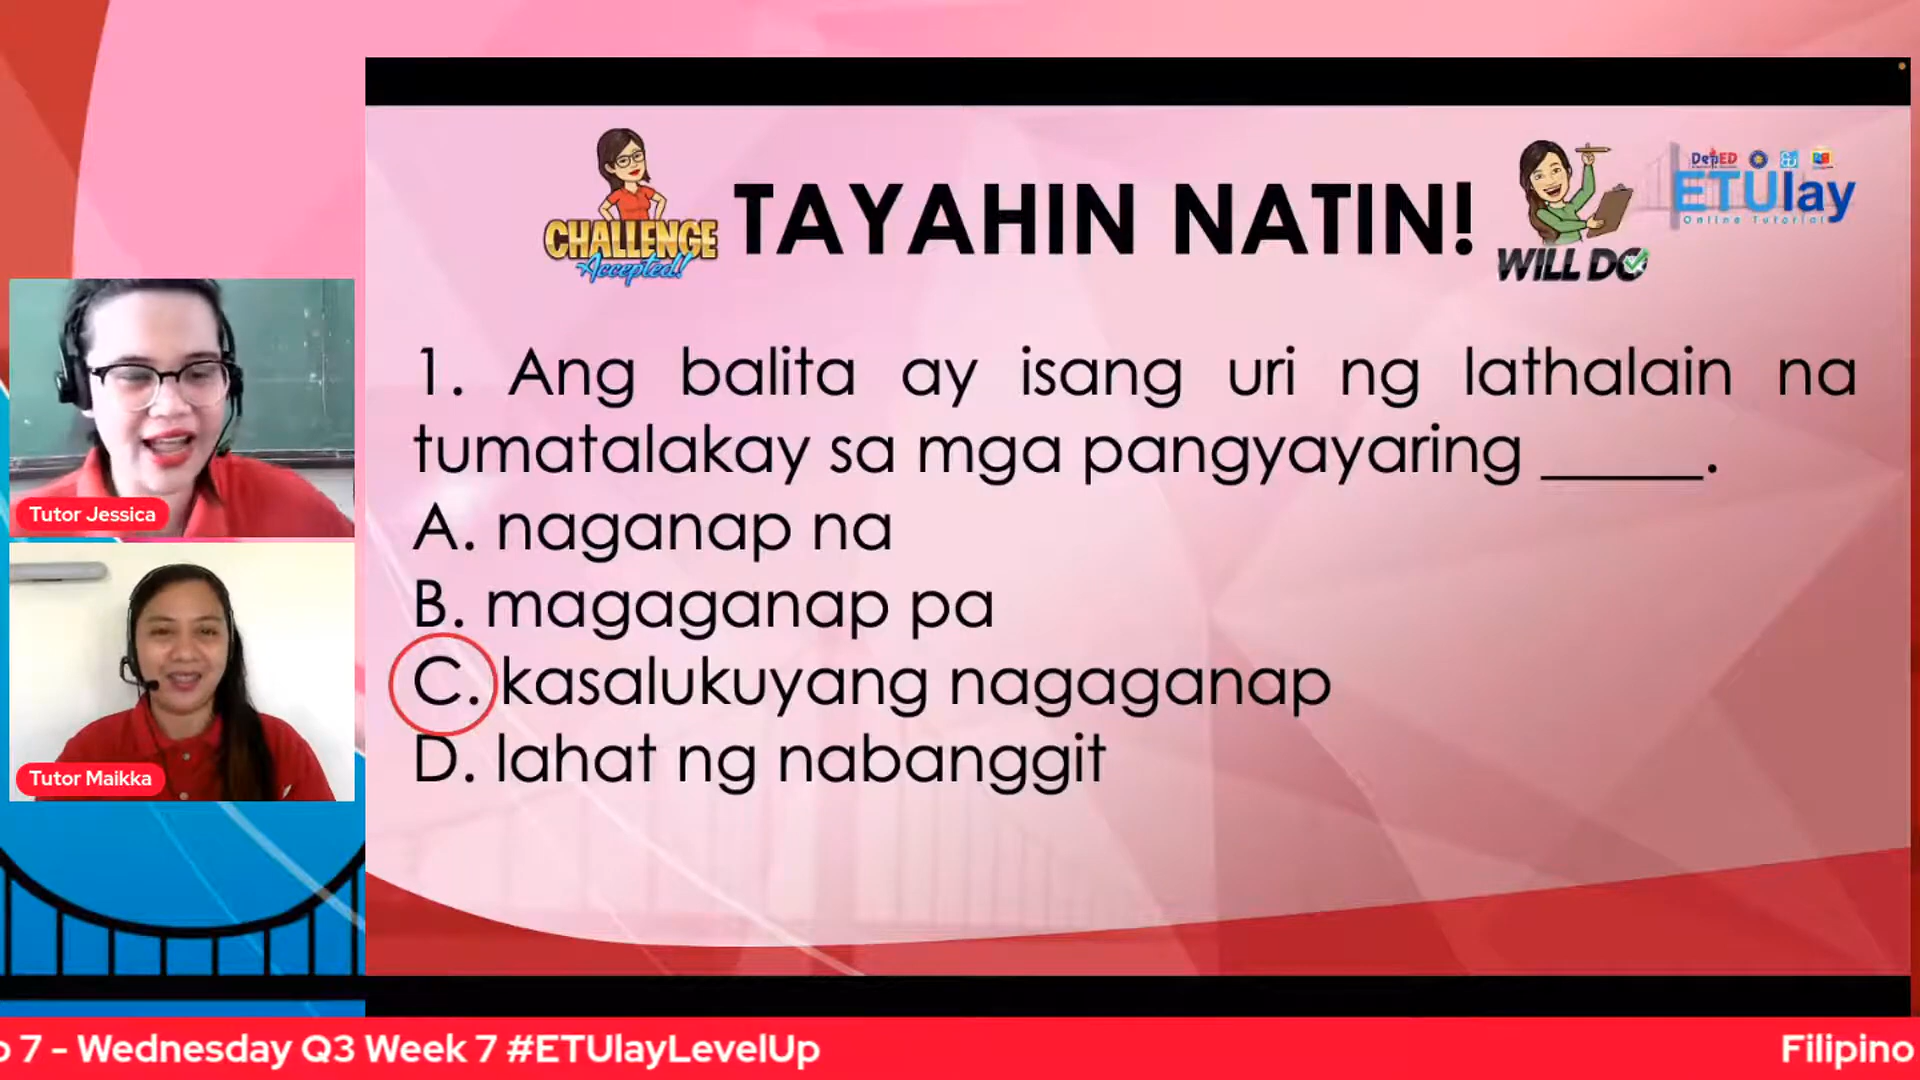 CHALLENGE
Accepted!
TAYAHIN NATIN!
WILL DO
DepED
ETUlay
Online Tutorial
1. Ang balita ay isang uri ng lathalain na
tumatalakay sa mga pangyayaring ______.
A. naganap na
B. magaganap pa
C. kasalukuyang nagaganap
D. lahat ng nabanggit
Tutor Jessica
Tutor Maikka
7 - Wednesday Q3 Week 7 #ETUlayLevelUp
Filipino